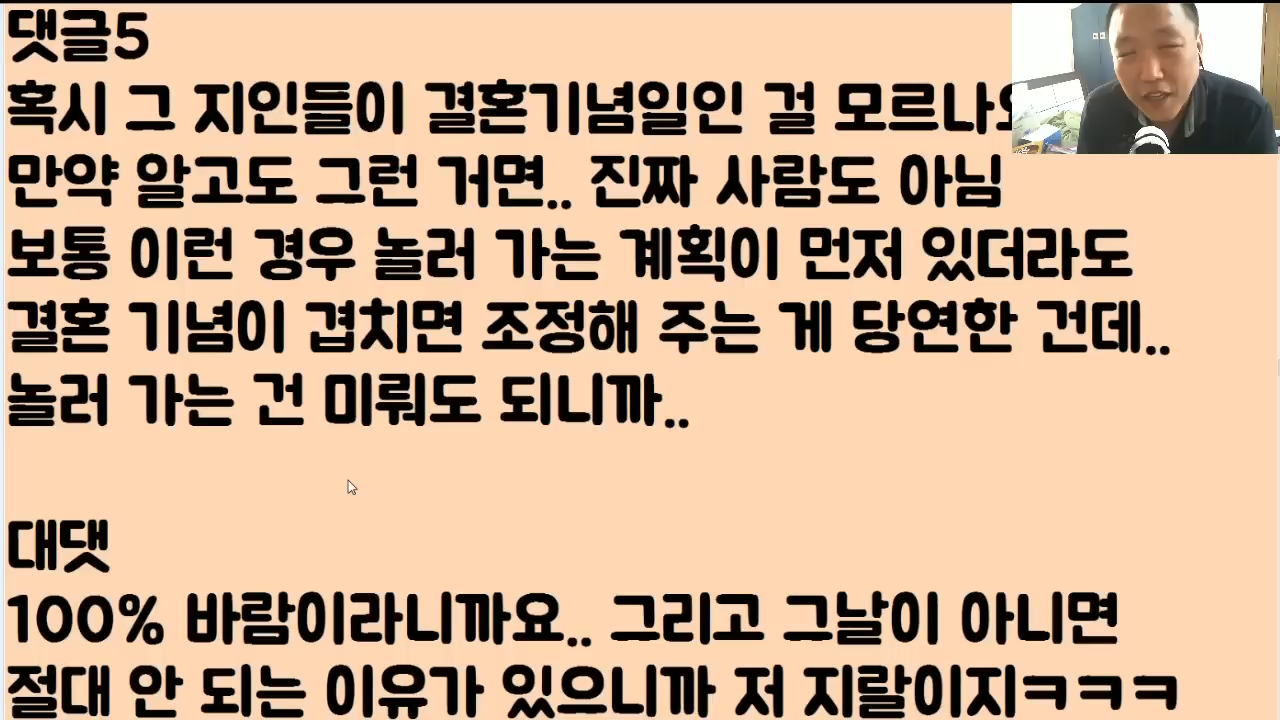 댓글5
혹시 그 지인들이 결혼기념일인 걸 모르나
만약 알고도 그런 거면.. 진짜 사람도 아님
보통 이런 경우 놀러 가는 계획이 먼저 있더라도
결혼 기념이 겹치면 조정해 주는 게 당연한 건데..
놀러 가는 건 미뤄도 되니까..
대댓
100% 바람이라니까요.. 그리고 그날이 아니면
절대 안 되는 이유가 있으니까 저 지랄이지ㅋㅋㅋ